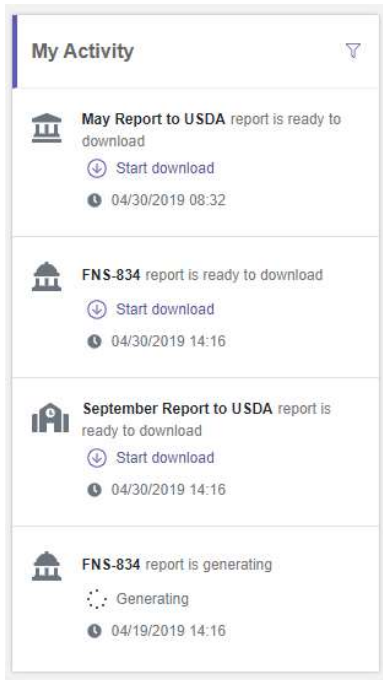 My Activity
May Report to USDA report is ready to
download
Start download
04/30/2019 08:32
FNS-834 report is ready to download
Start download
04/30/2019 14:16
September Report to USDA report is
ready to download
Start download
04/30/2019 14:16
FNS-834 report is generating
Generating
04/19/2019 14:16